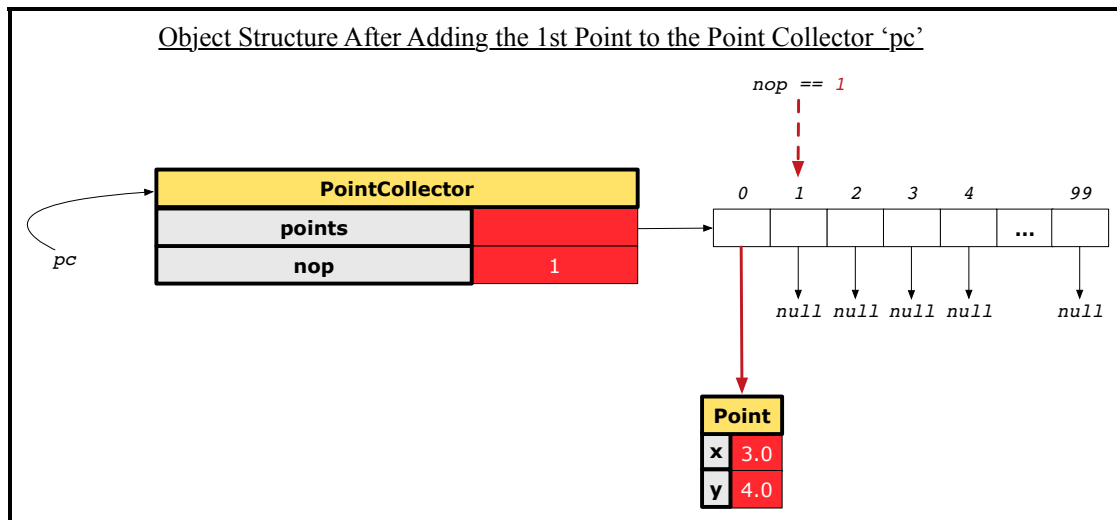 Object Structure After Adding the 1st Point to the Point Collector ‘pc’
nop == 1
PointCollector
0 1 2 3 4 99
points
...
pc
nop 1
null null null null null
Point
x 3.0
y 4.0